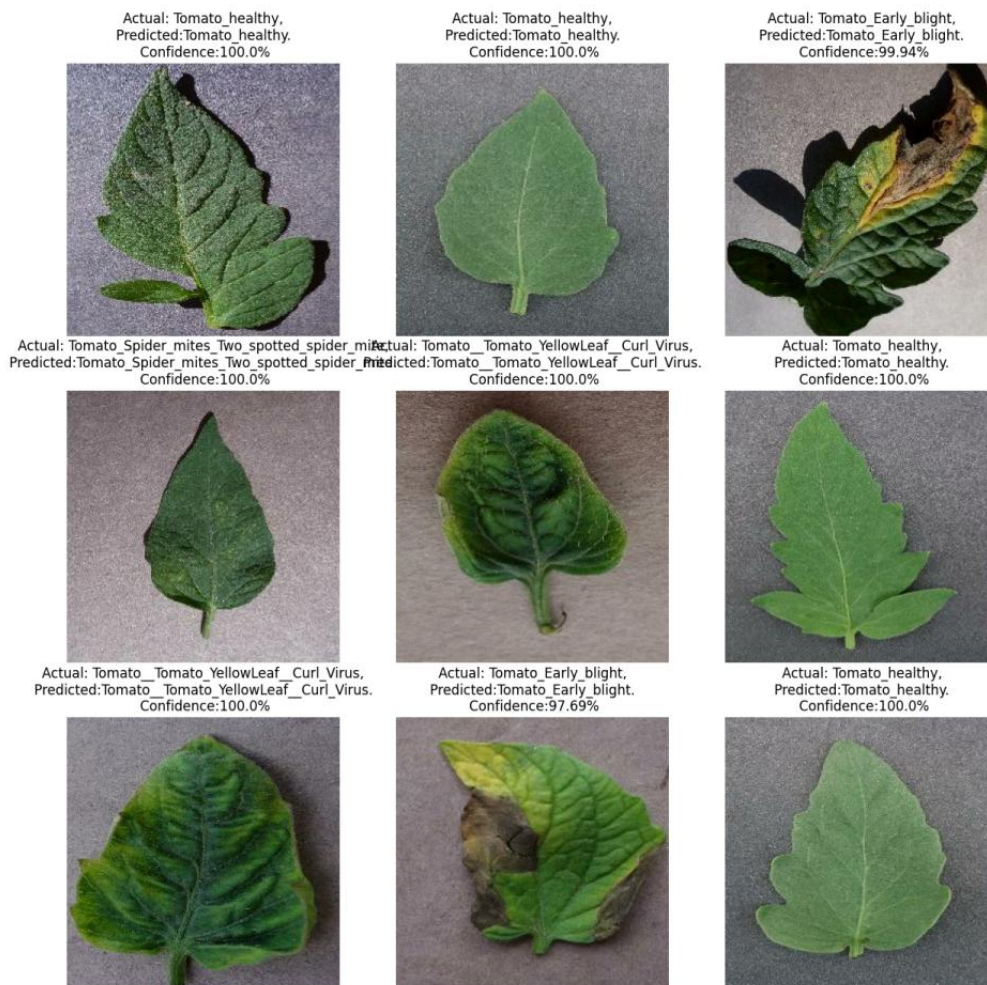 Actual: Tomato_healthy,
Predicted:Tomato_healthy.
Confidence:100.0%
Actual: Tomato_healthy,
Predicted:Tomato_healthy.
Confidence:100.0%
Actual: Tomato_Early_blight,
Predicted:Tomato_Early_blight.
Confidence:99.94%
Actual: Tomato_Spider_mites_Two_spotted_spider_mite,
Predicted:Tomato_Spider_mites_Two_spotted_spider_mite.
Confidence:100.0%
Actual: Tomato__Tomato_YellowLeaf__Curl_Virus,
Predicted:Tomato__Tomato_YellowLeaf__Curl_Virus.
Confidence:100.0%
Actual: Tomato_healthy,
Predicted:Tomato_healthy.
Confidence:100.0%
Actual: Tomato__Tomato_YellowLeaf__Curl_Virus,
Predicted:Tomato__Tomato_YellowLeaf__Curl_Virus.
Confidence:100.0%
Actual: Tomato_Early_blight,
Predicted:Tomato_Early_blight.
Confidence:97.69%
Actual: Tomato_healthy,
Predicted:Tomato_healthy.
Confidence:100.0%